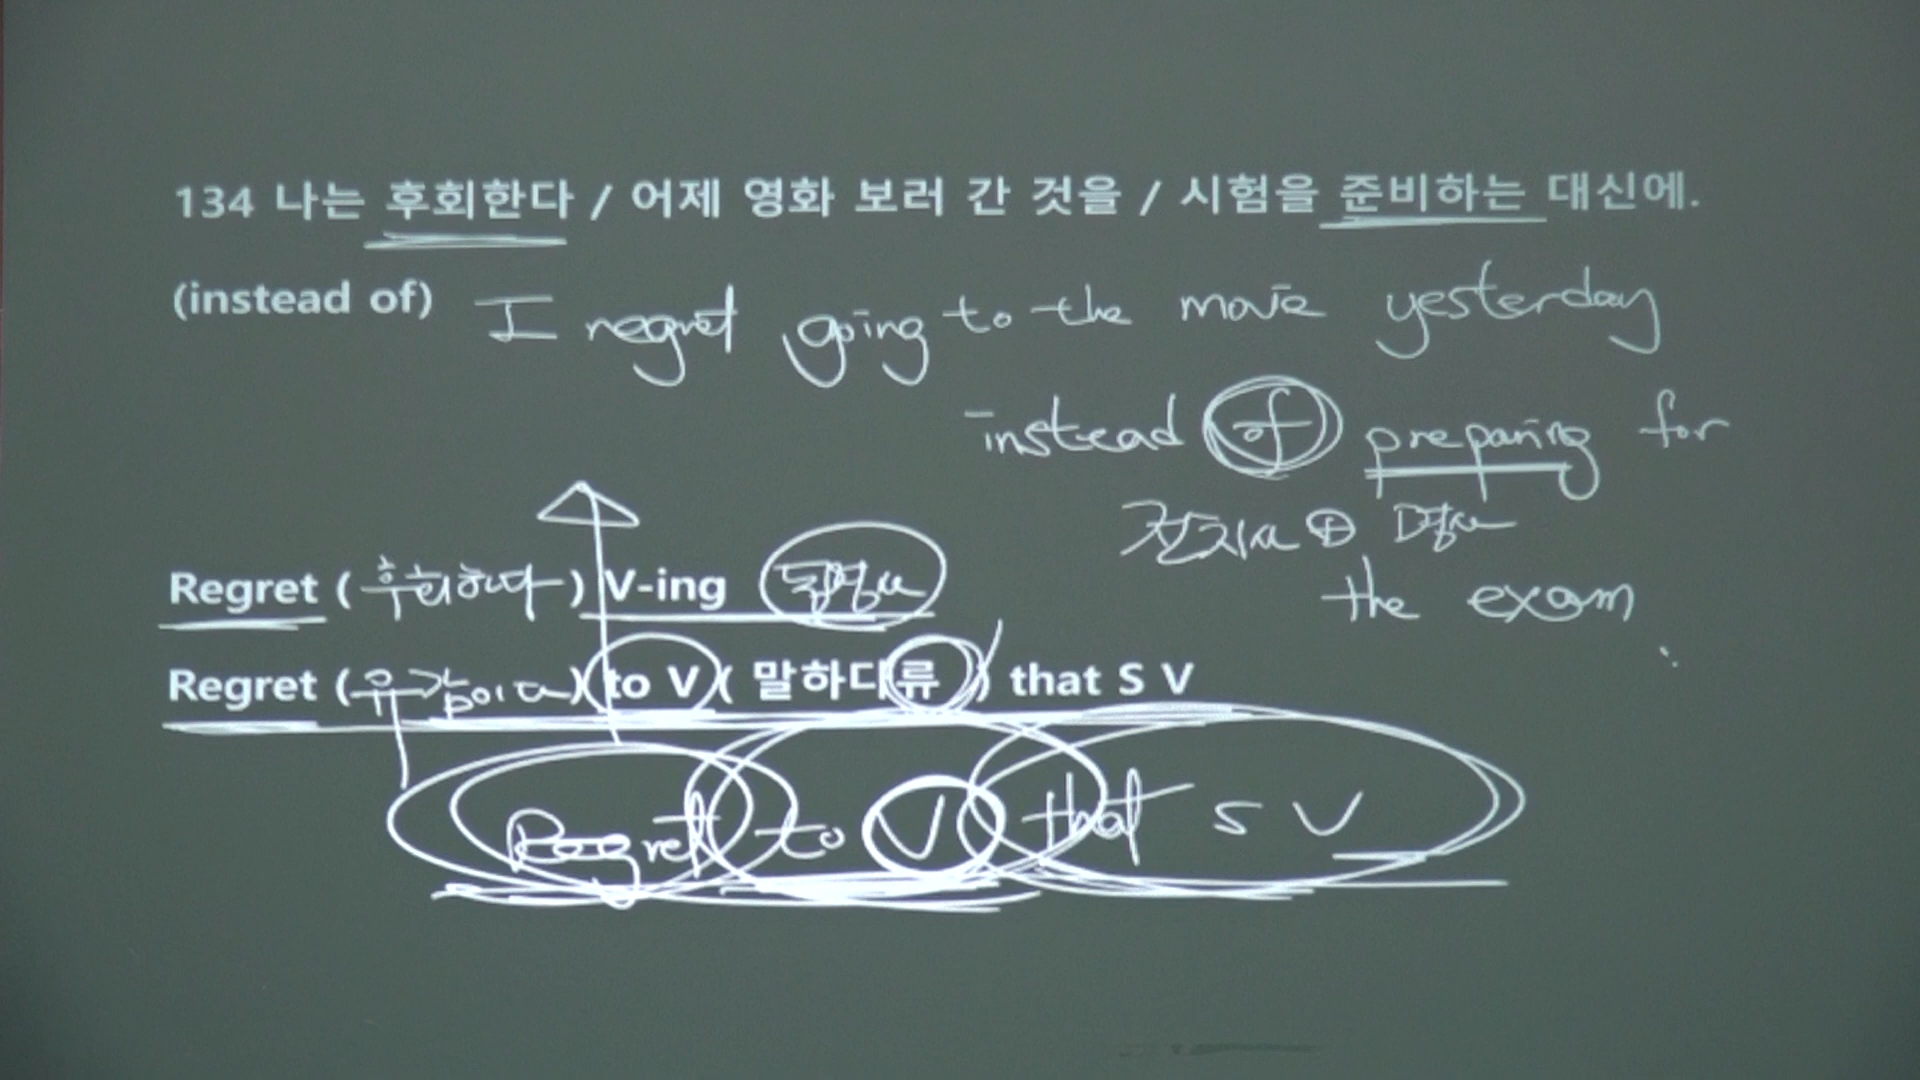 134 나는 후회한다 / 어제 영화 보러 간 것을 / 시험을 준비하는 대신에.
(instead of) I regret going to the movie yesterday
instead of preparing for
전치사 + 명사
the exam.
Regret (후회하다) V-ing 동명사
Regret (유감이다) to V ( 말하다류 ) that S V
Regret to V that S V